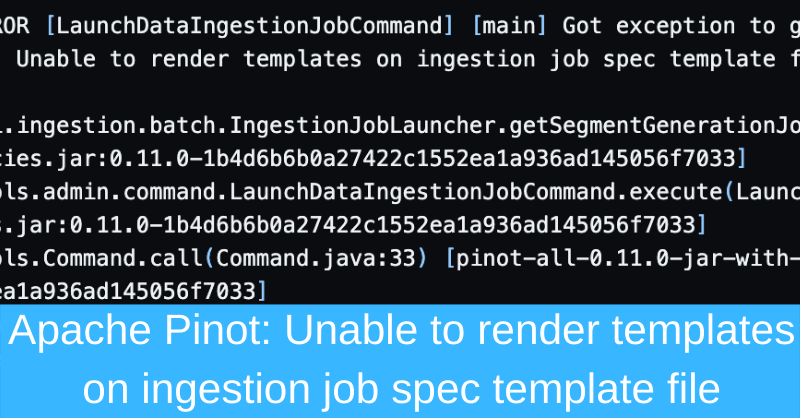 ROR [LaunchDataIngestionJobCommand] [main] Got exception to g
Unable to render templates on ingestion job spec template f
.ingestion.batch.IngestionJobLauncher.getSegmentGenerationJo
cies.jar:0.11.0-1b4d6b6b0a27422c1552ea1a936ad145056f7033]
ols.admin.command.LaunchDataIngestionJobCommand.execute(Launc
s.jar:0.11.0-1b4d6b6b0a27422c1552ea1a936ad145056f7033]
ols.Command.call(Command.java:33) [pinot-all-0.11.0-jar-with-
ea1a936ad145056f7033]
Apache Pinot: Unable to render templates
on ingestion job spec template file